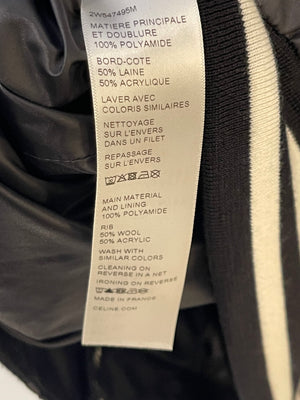 2W547495M
MATIERE PRINCIPALE
ET DOUBLURE
100% POLYAMIDE
BORD-COTE
50% LAINE
50% ACRYLIQUE
LAVER AVEC
COLORIS SIMILAIRES
NETTOYAGE
SUR L'ENVERS
DANS UN FILET
REPASSAGE
SUR L'ENVERS
MAIN MATERIAL
AND LINING
100% POLYAMIDE
RIB
50% WOOL
50% ACRYLIC
WASH WITH
SIMILAR COLORS
CLEANING ON
REVERSE IN A NET
IRONING ON REVERSE
MADE IN FRANCE
CELINE.COM